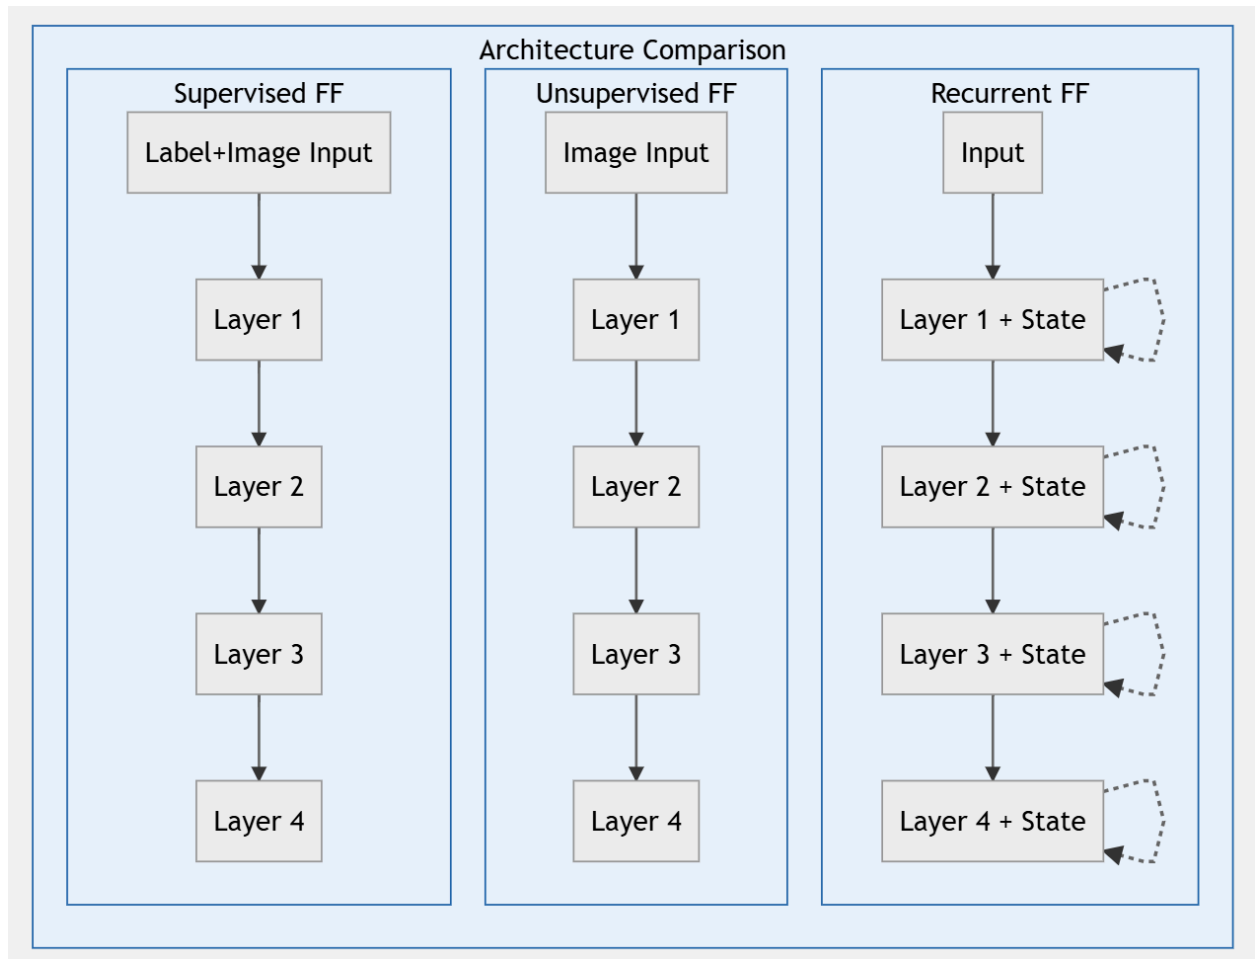 Architecture Comparison
Supervised FF
Label+Image Input
Layer 1
Layer 2
Layer 3
Layer 4
Unsupervised FF
Image Input
Layer 1
Layer 2
Layer 3
Layer 4
Recurrent FF
Input
Layer 1 + State
Layer 2 + State
Layer 3 + State
Layer 4 + State